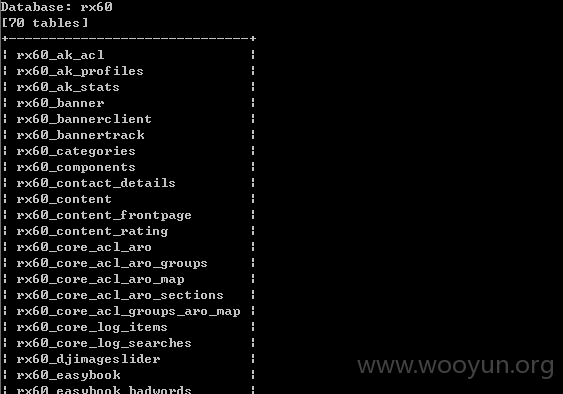 Database: rx60
[70 tables]
+-----------------------------+
¦ rx60_ak_acl ¦
¦ rx60_ak_profiles ¦
¦ rx60_ak_stats ¦
¦ rx60_banner ¦
¦ rx60_bannerclient ¦
¦ rx60_bannertrack ¦
¦ rx60_categories ¦
¦ rx60_components ¦
¦ rx60_contact_details ¦
¦ rx60_content ¦
¦ rx60_content_frontpage ¦
¦ rx60_content_rating ¦
¦ rx60_core_acl_aro ¦
¦ rx60_core_acl_aro_groups ¦
¦ rx60_core_acl_aro_map ¦
¦ rx60_core_acl_aro_sections ¦
¦ rx60_core_acl_groups_aro_map ¦
¦ rx60_core_log_items ¦
¦ rx60_core_log_searches ¦
¦ rx60_djimageslider ¦
¦ rx60_easybook ¦
¦ rx60_easybook_badwords ¦
www.wooyun.org